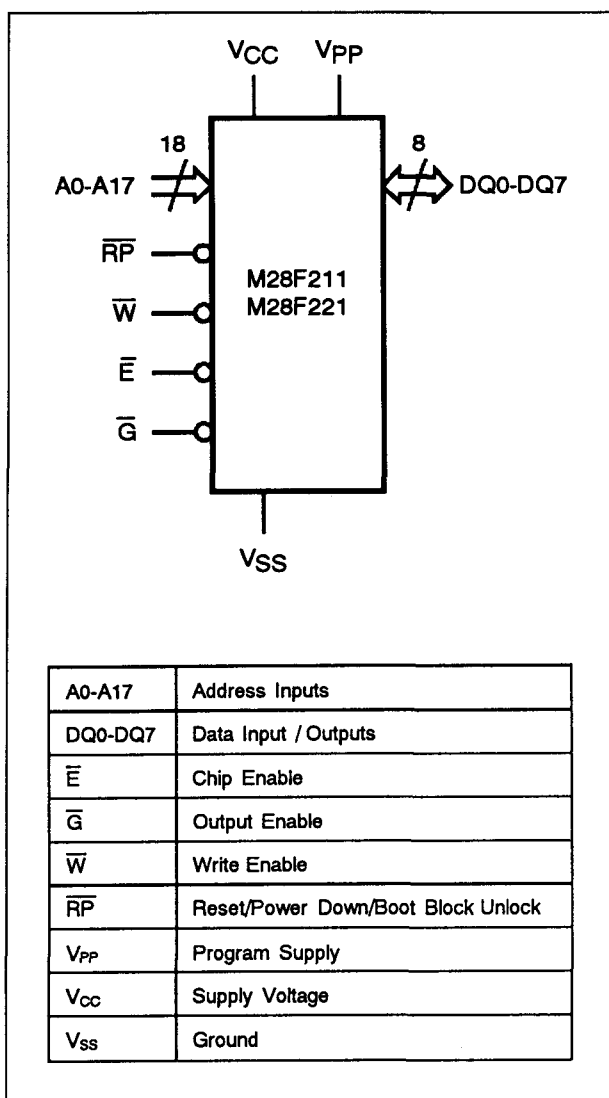 VCC VPP
18 8
A0-A17 DQ0-DQ7
R̅P̅
W̅
E̅
G̅
M28F211
M28F221
VSS
A0-A17 Address Inputs
DQ0-DQ7 Data Input / Outputs
E̅ Chip Enable
G̅ Output Enable
W̅ Write Enable
R̅P̅ Reset/Power Down/Boot Block Unlock
VPP Program Supply
VCC Supply Voltage
VSS Ground